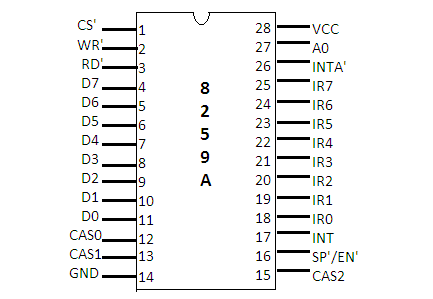 CS' 1 28 VCC
WR' 2 27 A0
RD' 3 26 INTA'
D7 4 25 IR7
D6 5 24 IR6
D5 6 23 IR5
D4 7 22 IR4
D3 8 21 IR3
D2 9 20 IR2
D1 10 19 IR1
D0 11 18 IR0
CAS0 12 17 INT
CAS1 13 16 SP'/EN'
GND 14 15 CAS2
8
2
5
9
A